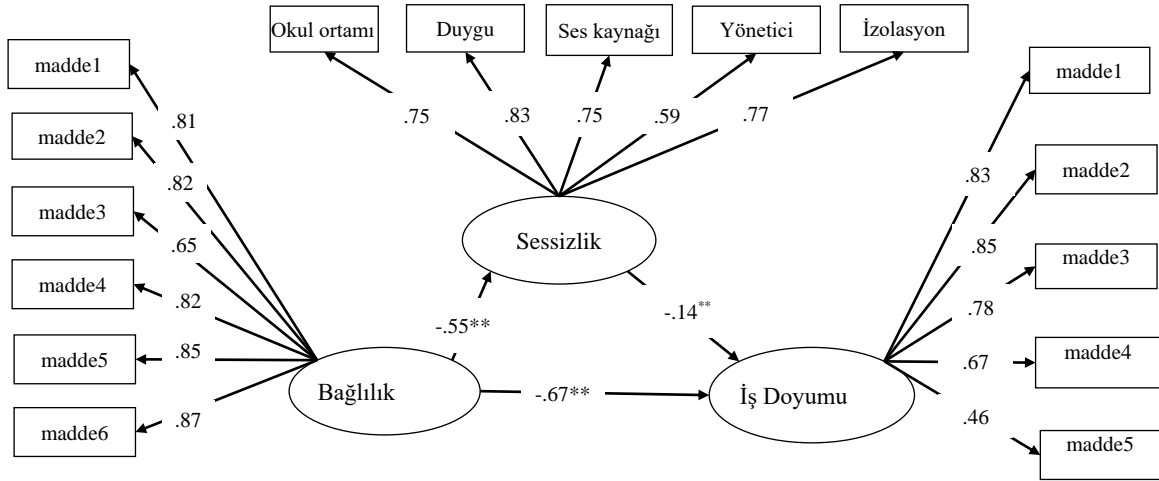 Okul ortamı
Duygu
Ses kaynağı
Yönetici
İzolasyon
madde1
madde2
madde3
madde4
madde5
madde6
.81
.82
.65
.82
.85
.87
.75
.83
.75
.59
.77
Sessizlik
-.55**
-.14**
Bağlılık
-.67**
İş Doyumu
.83
.85
.78
.67
.46
madde1
madde2
madde3
madde4
madde5